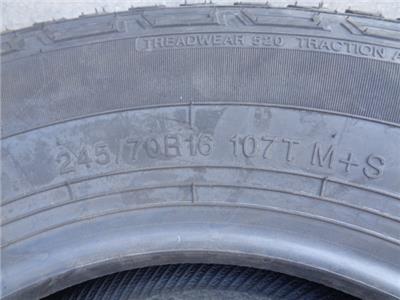 TREADWEAR 520 TRACTION A
245/70R16 107T M+S